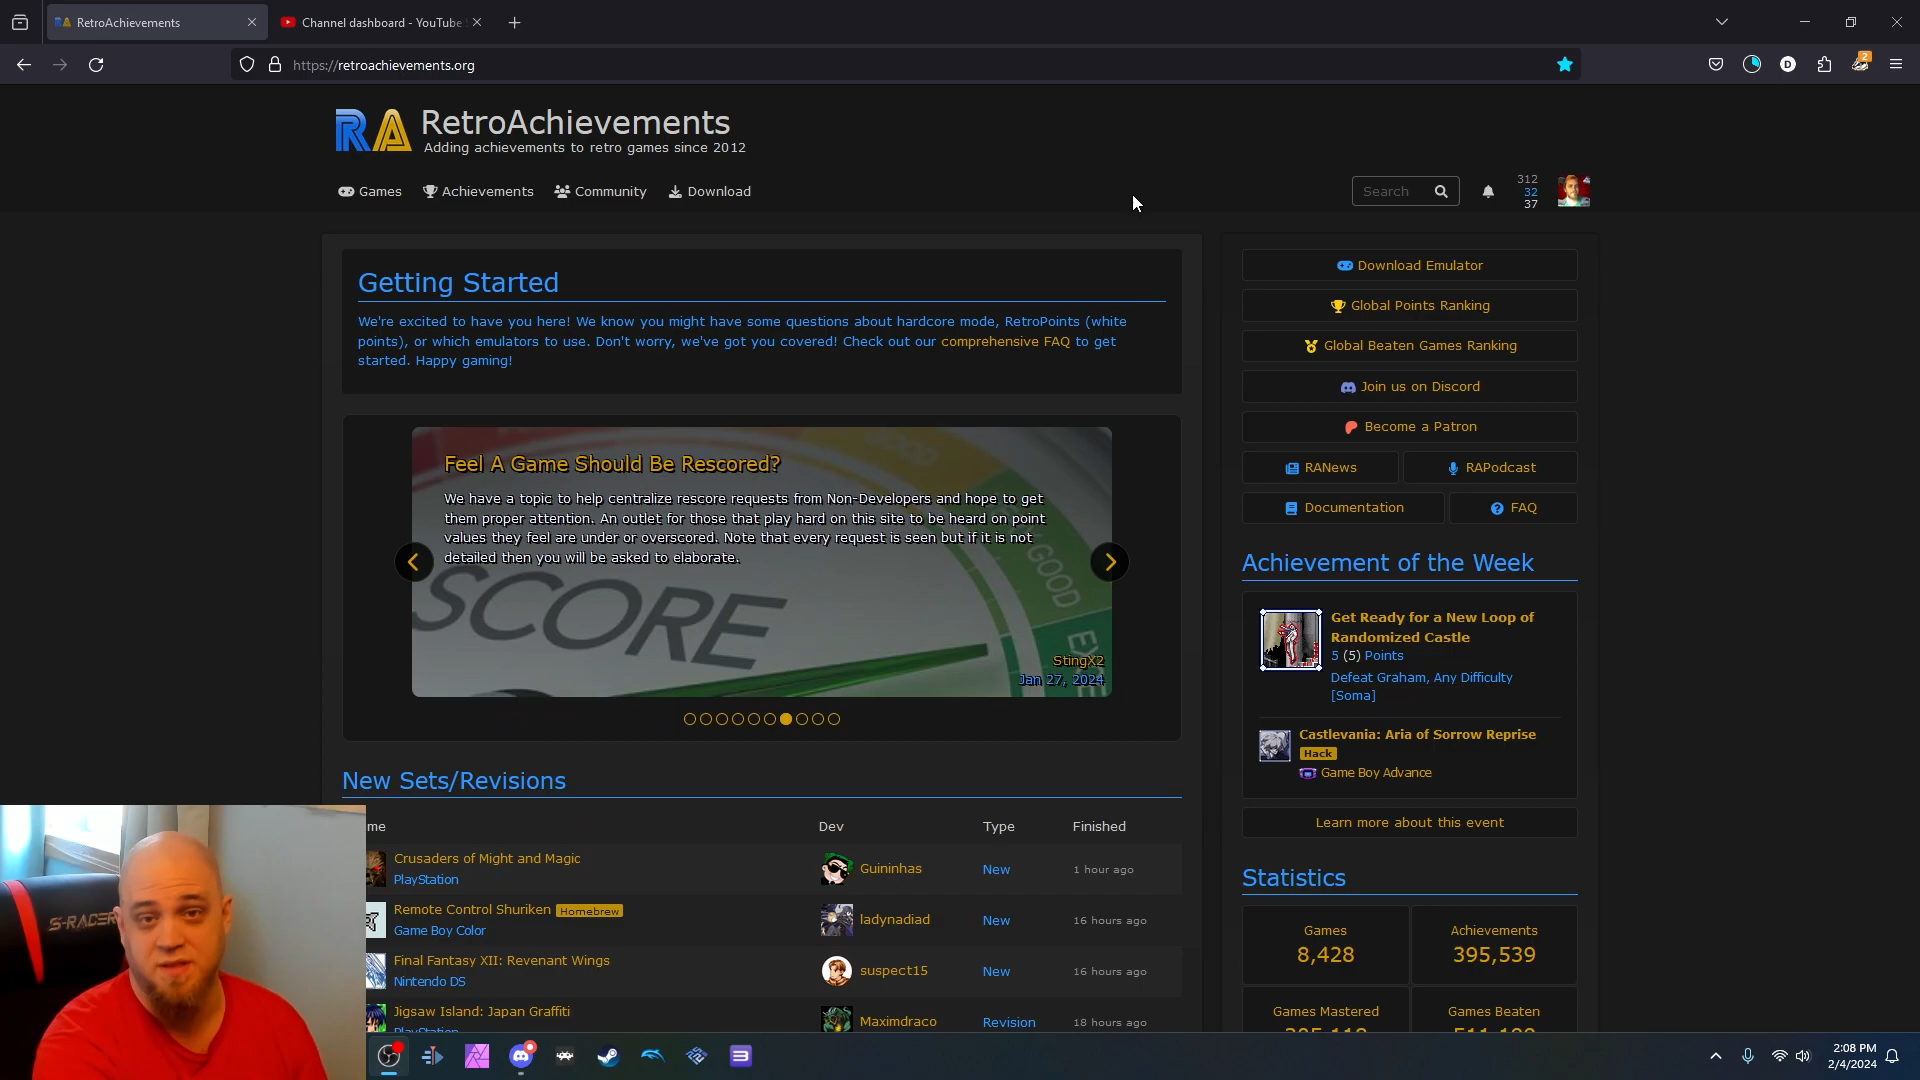 RetroAchievements
Channel dashboard - YouTube
https://retroachievements.org
2
RA RetroAchievements
Adding achievements to retro games since 2012
Games
Achievements
Community
Download
Search
312
32
37
Getting Started
We're excited to have you here! We know you might have some questions about hardcore mode, RetroPoints (white
points), or which emulators to use. Don't worry, we've got you covered! Check out our comprehensive FAQ to get
started. Happy gaming!
Feel A Game Should Be Rescored?
We have a topic to help centralize rescore requests from Non-Developers and hope to get
them proper attention. An outlet for those that play hard on this site to be heard on point
values they feel are under or overscored. Note that every request is seen but if it is not
detailed then you will be asked to elaborate.
GOOD
GOOD
SCORE
StingX2
Jan 27, 2024
New Sets/Revisions
me
Dev
Type
Finished
Crusaders of Might and Magic
PlayStation
Guininhas
New
1 hour ago
Remote Control Shuriken Homebrew
Game Boy Color
ladynadiad
New
16 hours ago
Final Fantasy XII: Revenant Wings
Nintendo DS
suspect15
New
16 hours ago
Jigsaw Island: Japan Graffiti
PlayStation
Maximdraco
Revision
18 hours ago
Download Emulator
Global Points Ranking
Global Beaten Games Ranking
Join us on Discord
Become a Patron
RANews
RAPodcast
Documentation
FAQ
Achievement of the Week
Get Ready for a New Loop of
Randomized Castle
5 (5) Points
Defeat Graham, Any Difficulty
[Soma]
Castlevania: Aria of Sorrow Reprise
Hack
Game Boy Advance
Learn more about this event
Statistics
Games
8,428
Achievements
395,539
Games Mastered
Games Beaten
S-RACER
2:08 PM
2/4/2024